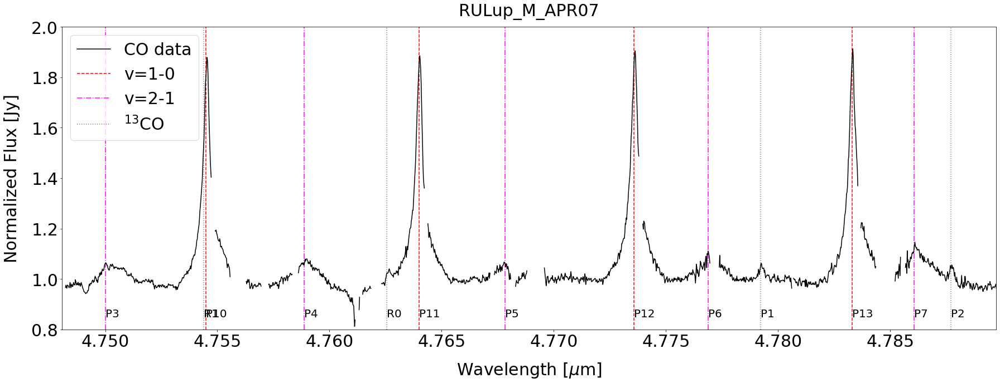 RULup_M_APR07
Normalized Flux [Jy]
2.0
1.8
1.6
1.4
1.2
1.0
0.8
CO data
v=1-0
v=2-1
¹³CO
P3
R1
P10
P4
R0
P11
P5
P12
P6
P1
P13
P7
P2
4.750
4.755
4.760
4.765
4.770
4.775
4.780
4.785
Wavelength [μm]